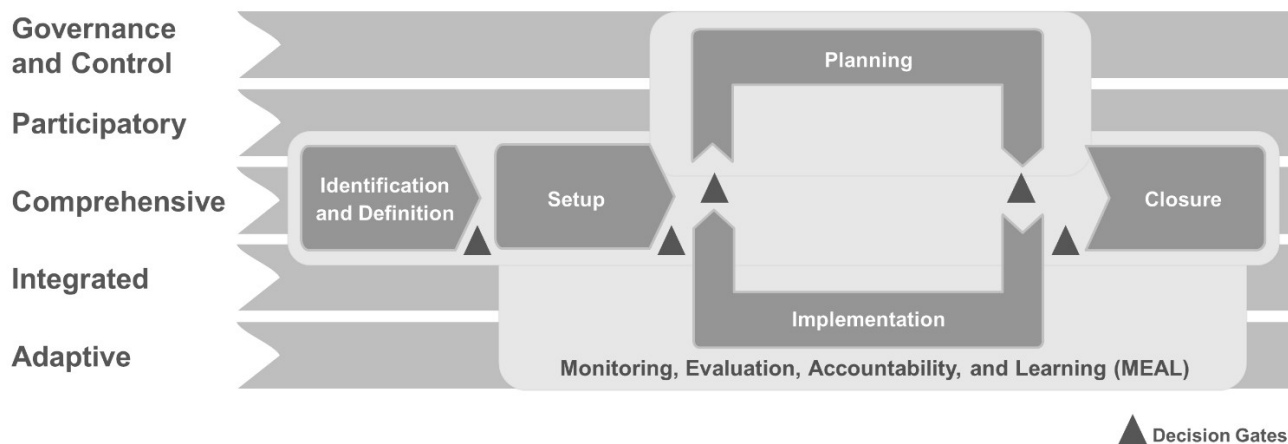 Governance
and Control
Planning
Participatory
Identification
and Definition
Setup
Closure
Comprehensive
Integrated
Implementation
Adaptive
Monitoring, Evaluation, Accountability, and Learning (MEAL)
Decision Gates